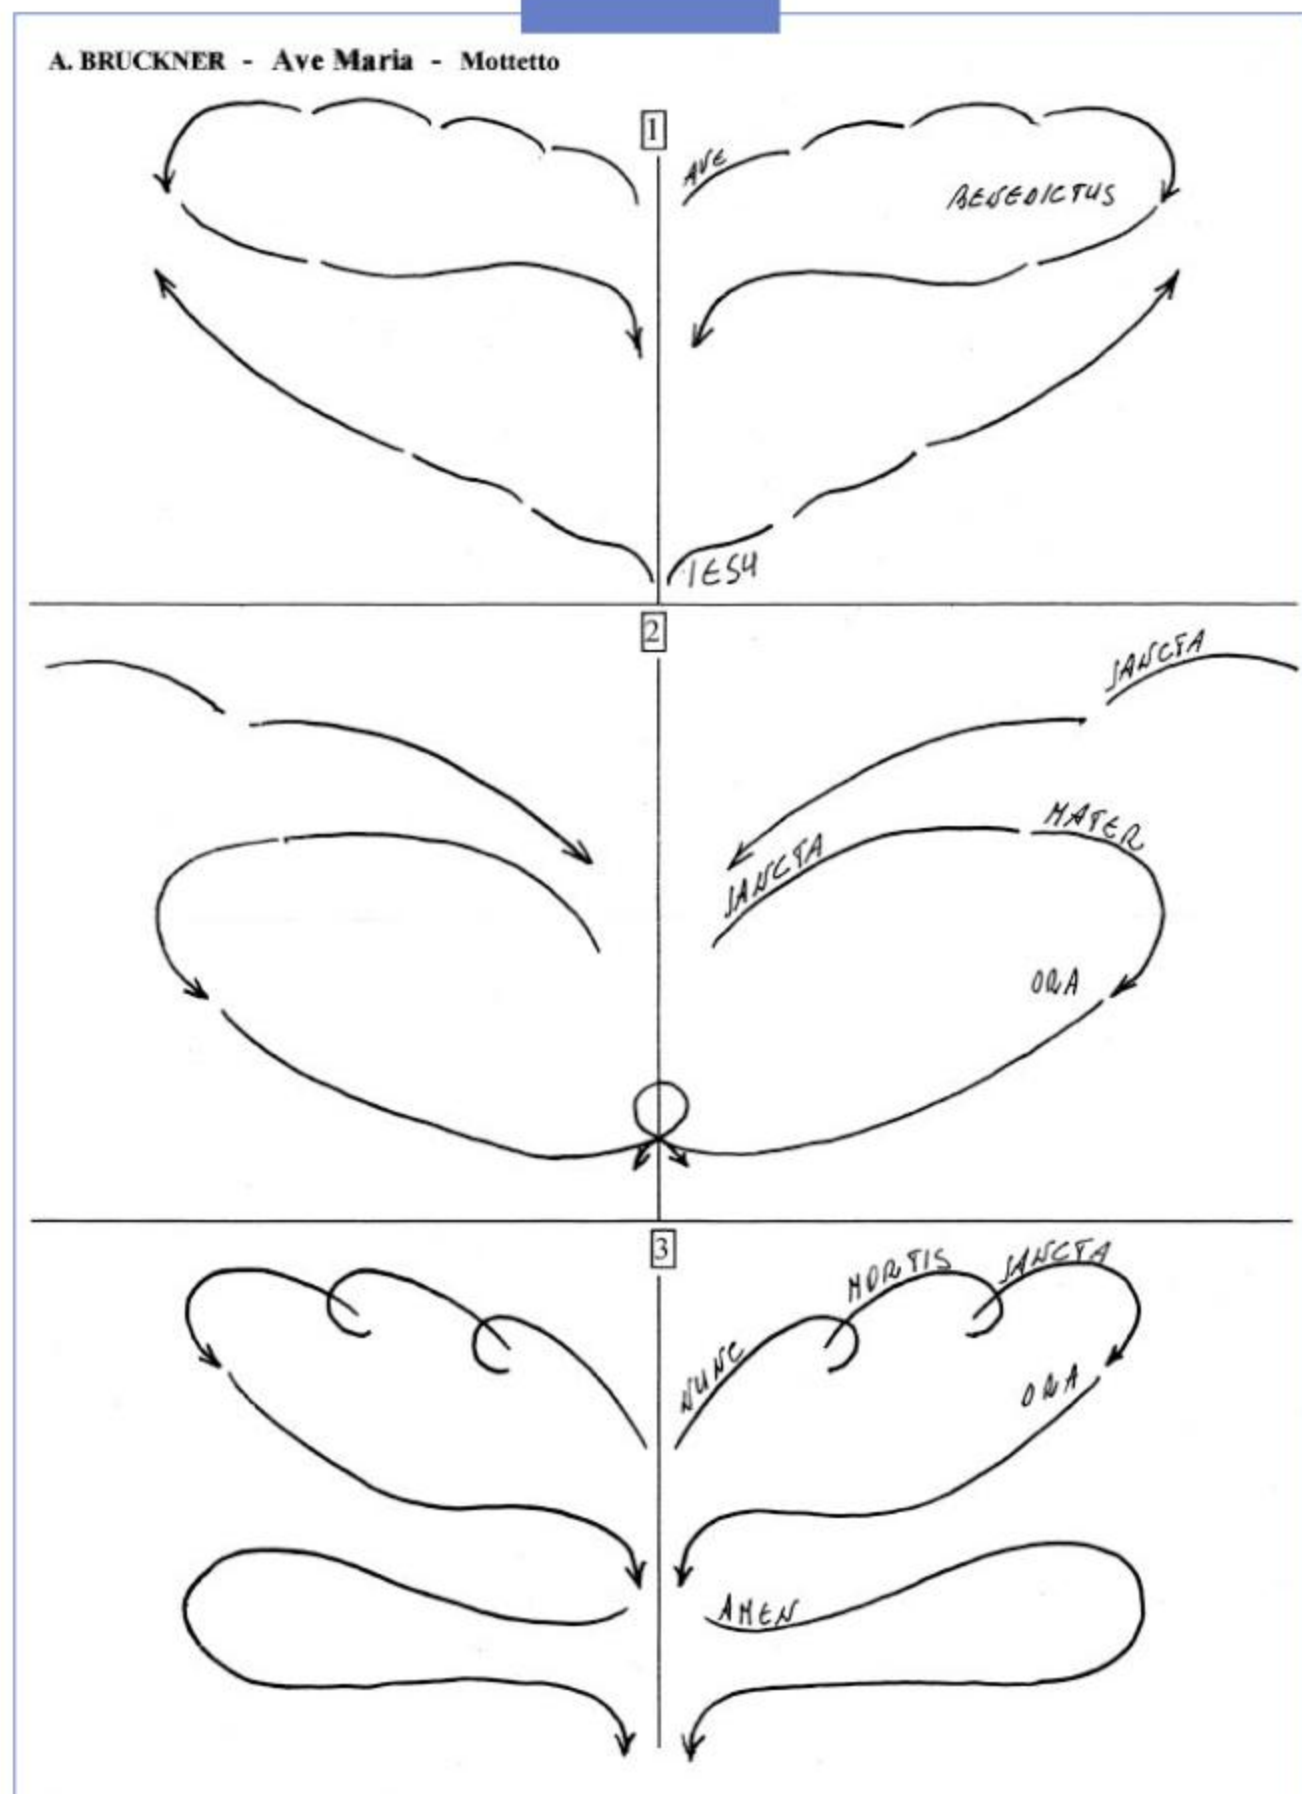 A. BRUCKNER - Ave Maria - Mottetto
1
AVE
BENEDICTUS
IESU
2
SANCTA
SANCTA
MATER
ORA
3
NUNC
MORTIS
SANCTA
ORA
AMEN